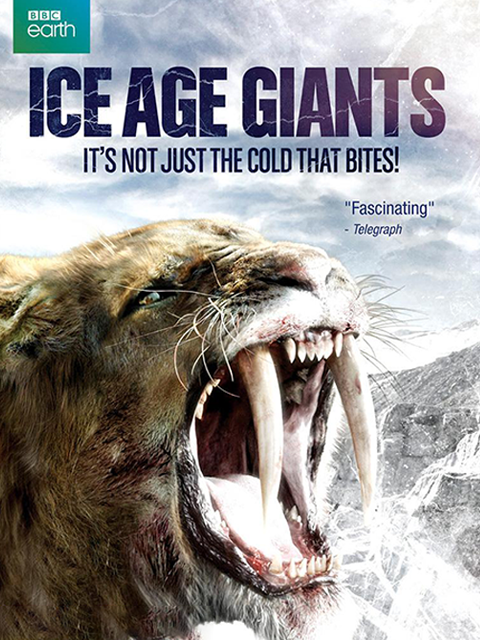 BBC
earth
ICE AGE GIANTS
IT'S NOT JUST THE COLD THAT BITES!
"Fascinating"
- Telegraph